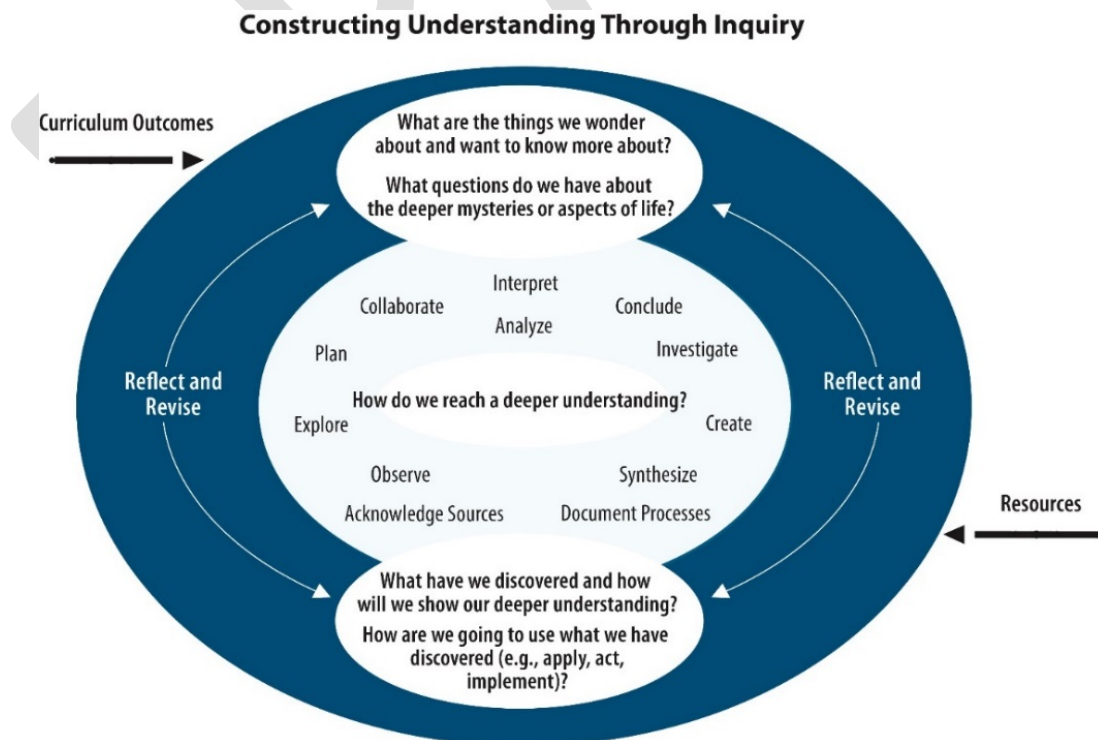 Constructing Understanding Through Inquiry
Curriculum Outcomes
What are the things we wonder
about and want to know more about?
What questions do we have about
the deeper mysteries or aspects of life?
Interpret
Collaborate
Conclude
Analyze
Plan
Investigate
Reflect and
Revise
How do we reach a deeper understanding?
Reflect and
Revise
Explore
Create
Observe
Synthesize
Acknowledge Sources
Document Processes
Resources
What have we discovered and how
will we show our deeper understanding?
How are we going to use what we have
discovered (e.g., apply, act,
implement)?